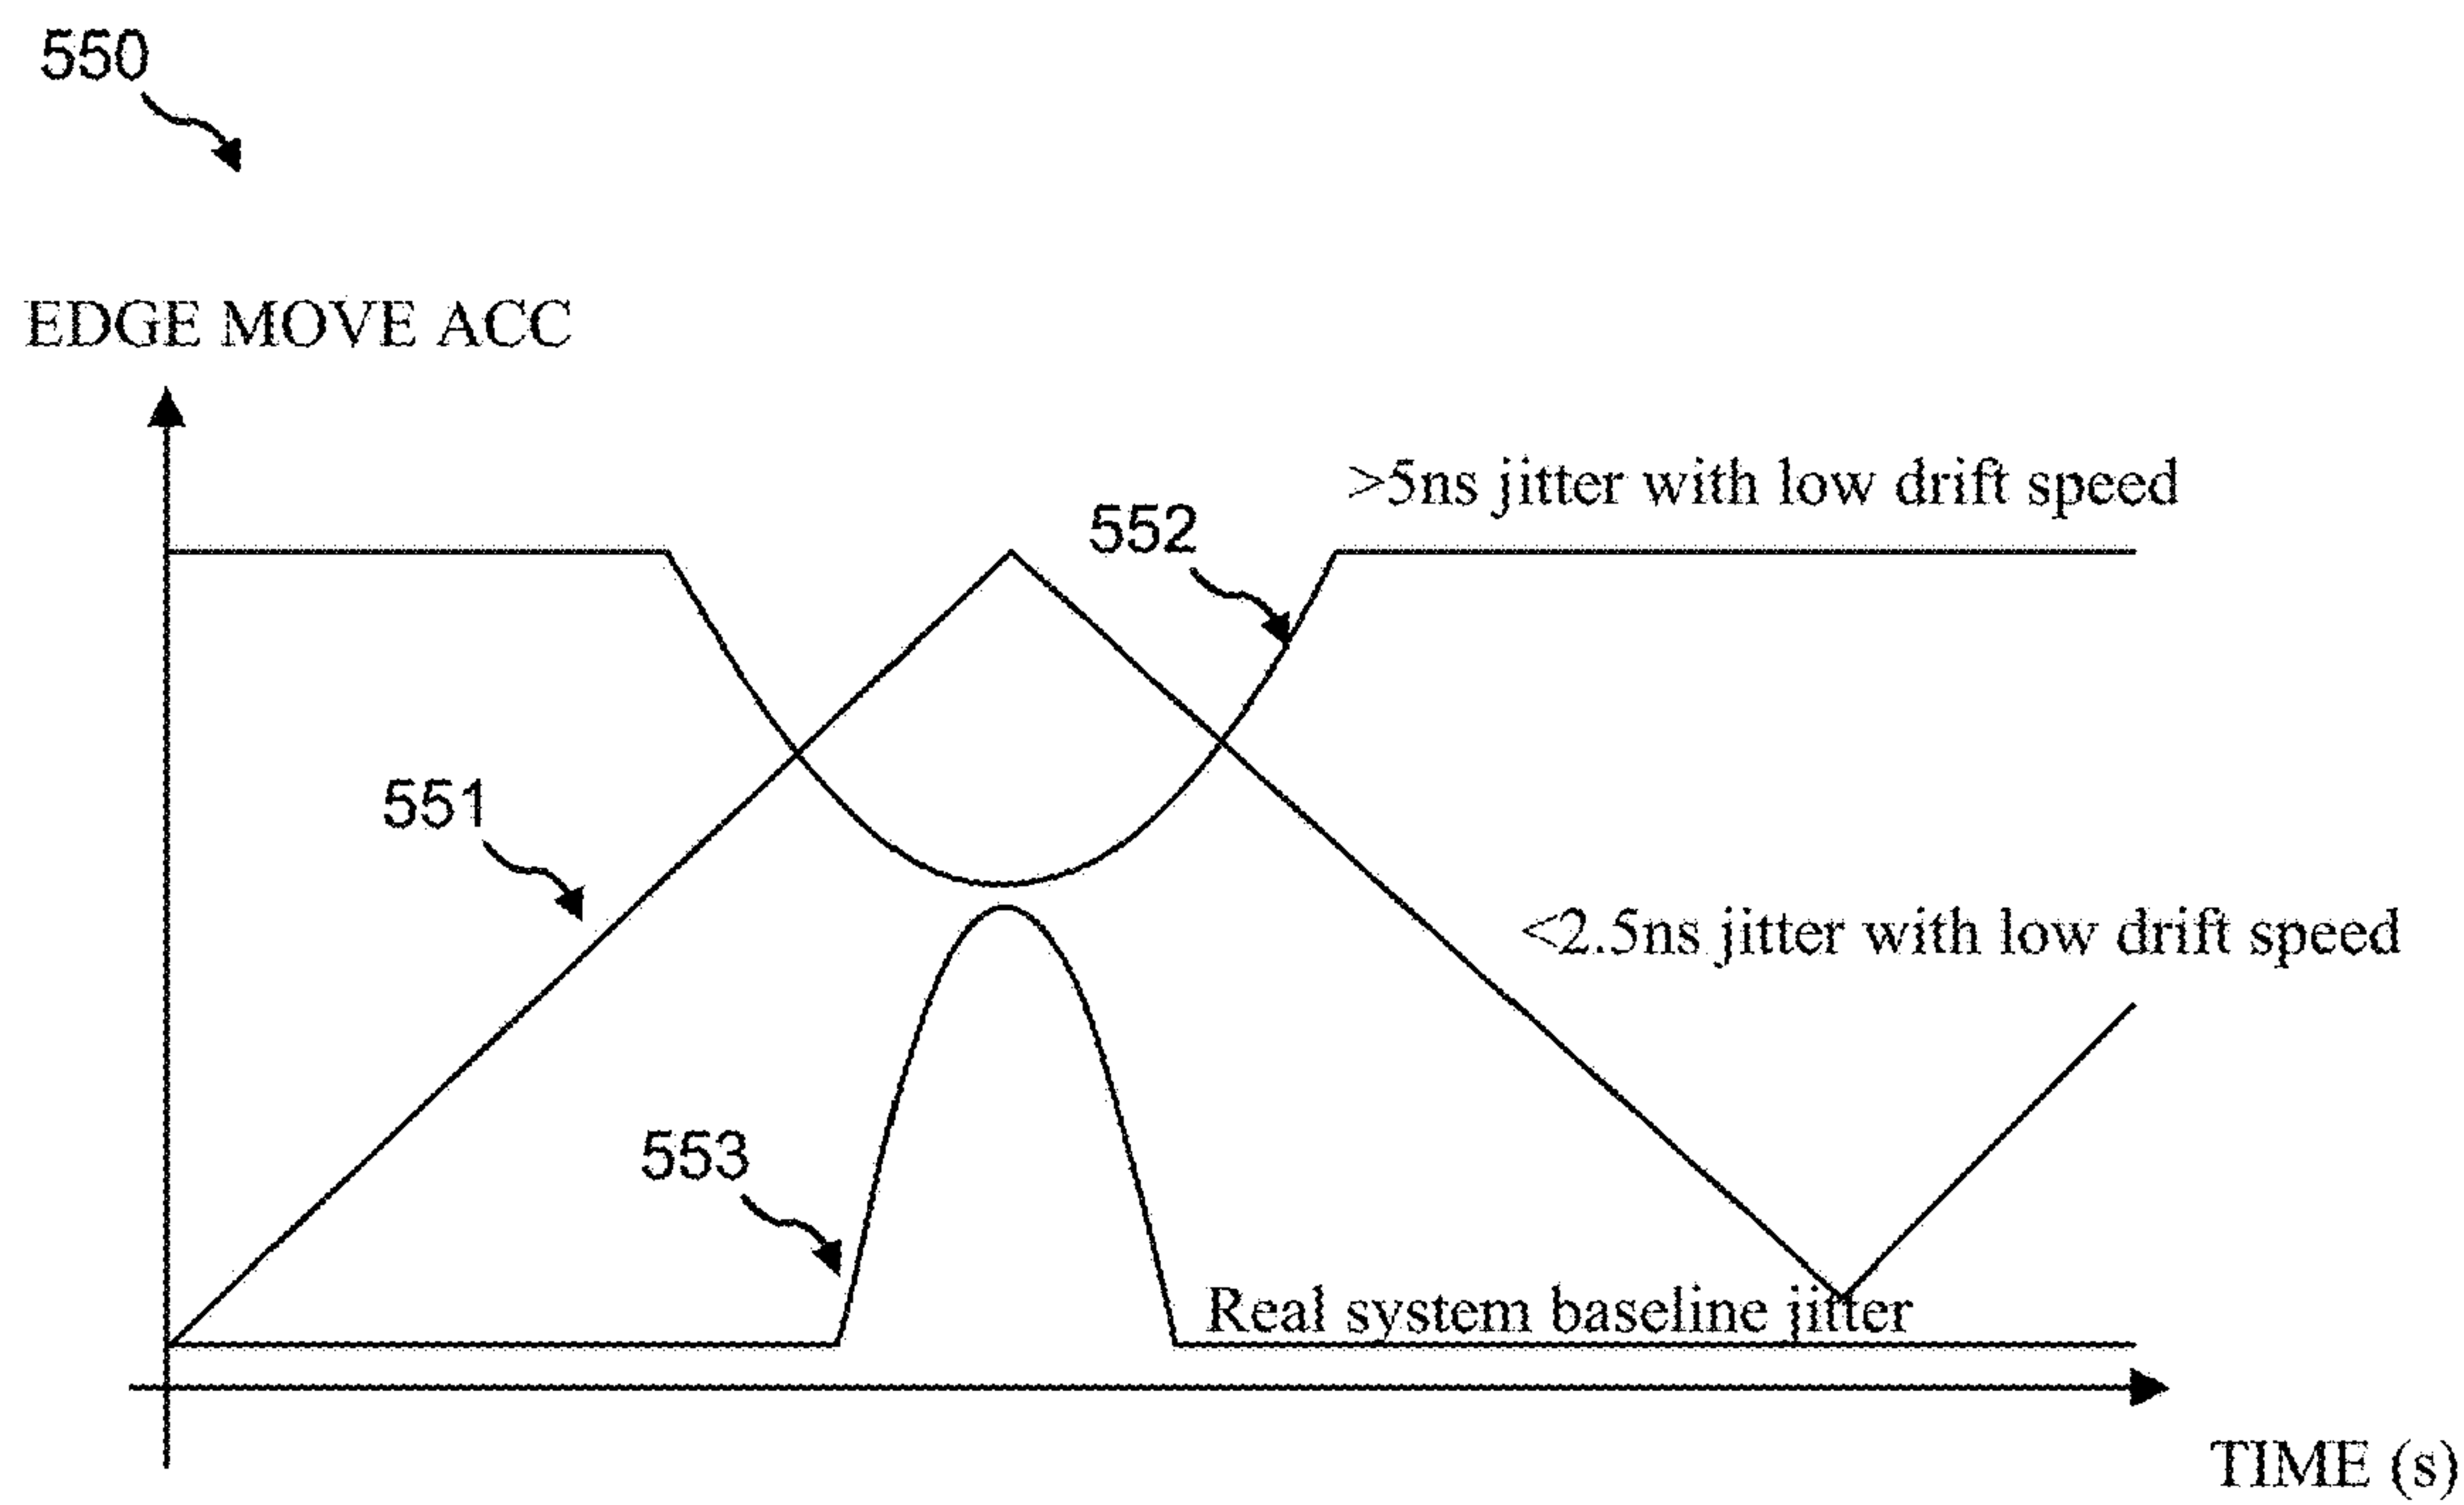 550
EDGE MOVE ACC
>5ns jitter with low drift speed
552
551
<2.5ns jitter with low drift speed
553
Real system baseline jitter
TIME (s)